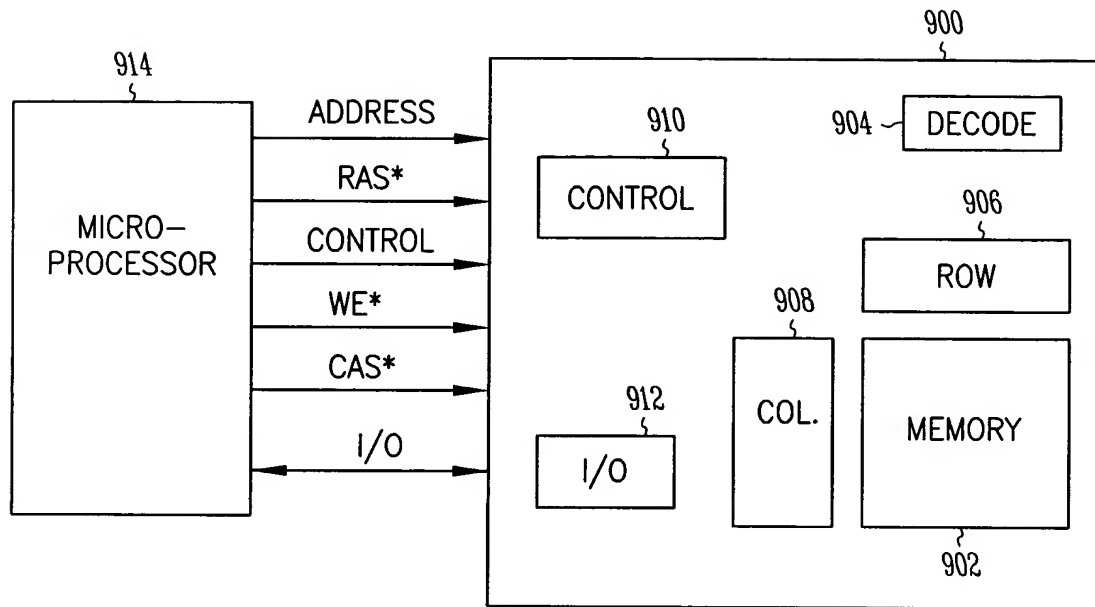 900
914
ADDRESS
904
DECODE
910
RAS*
CONTROL
906
MICRO-
PROCESSOR
CONTROL
ROW
908
WE*
CAS*
912
COL.
MEMORY
I/O
I/O
902